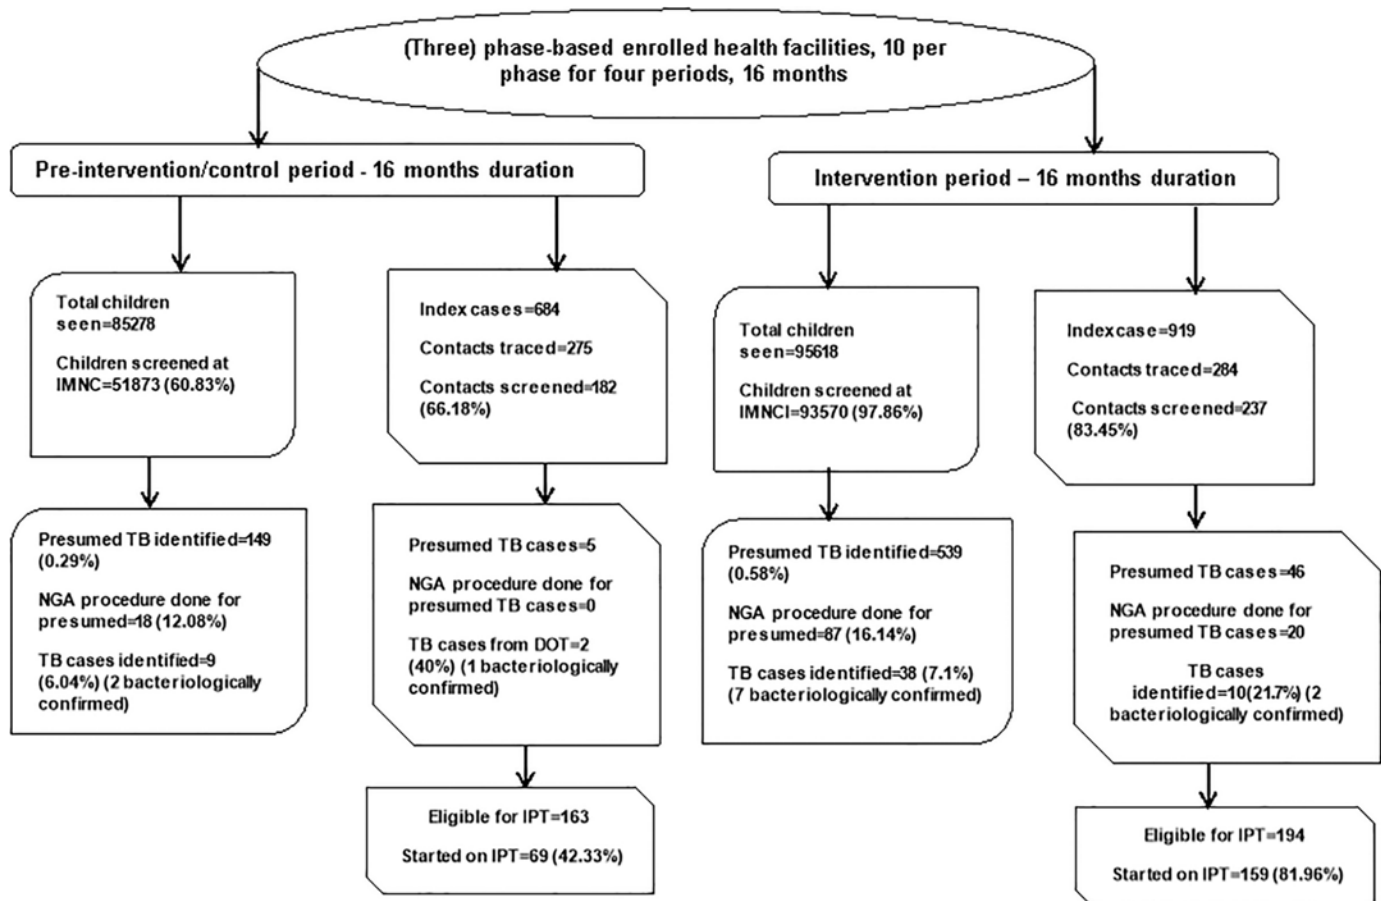 (Three) phase-based enrolled health facilities, 10 per
phase for four periods, 16 months
Pre-intervention/control period - 16 months duration
Total children
seen=85278
Children screened at
IMNC=51873 (60.83%)
Presumed TB identified=149
(0.29%)
NGA procedure done for
presumed=18 (12.08%)
TB cases identified=9
(6.04%) (2 bacteriologically
confirmed)
Index cases=684
Contacts traced=275
Contacts screened=182
(66.18%)
Presumed TB cases=5
NGA procedure done for
presumed TB cases=0
TB cases from DOT=2
(40%) (1 bacteriologically
confirmed)
Eligible for IPT=163
Started on IPT=69 (42.33%)
Intervention period – 16 months duration
Total children
seen=95618
Children screened at
IMNCI=93570 (97.86%)
Presumed TB identified=539
(0.58%)
NGA procedure done for
presumed=87 (16.14%)
TB cases identified=38 (7.1%)
(7 bacteriologically confirmed)
Index case=919
Contacts traced=284
Contacts screened=237
(83.45%)
Presumed TB cases=46
NGA procedure done for
presumed TB cases=20
TB cases
identified=10(21.7%) (2
bacteriologically confirmed)
Eligible for IPT=194
Started on IPT=159 (81.96%)